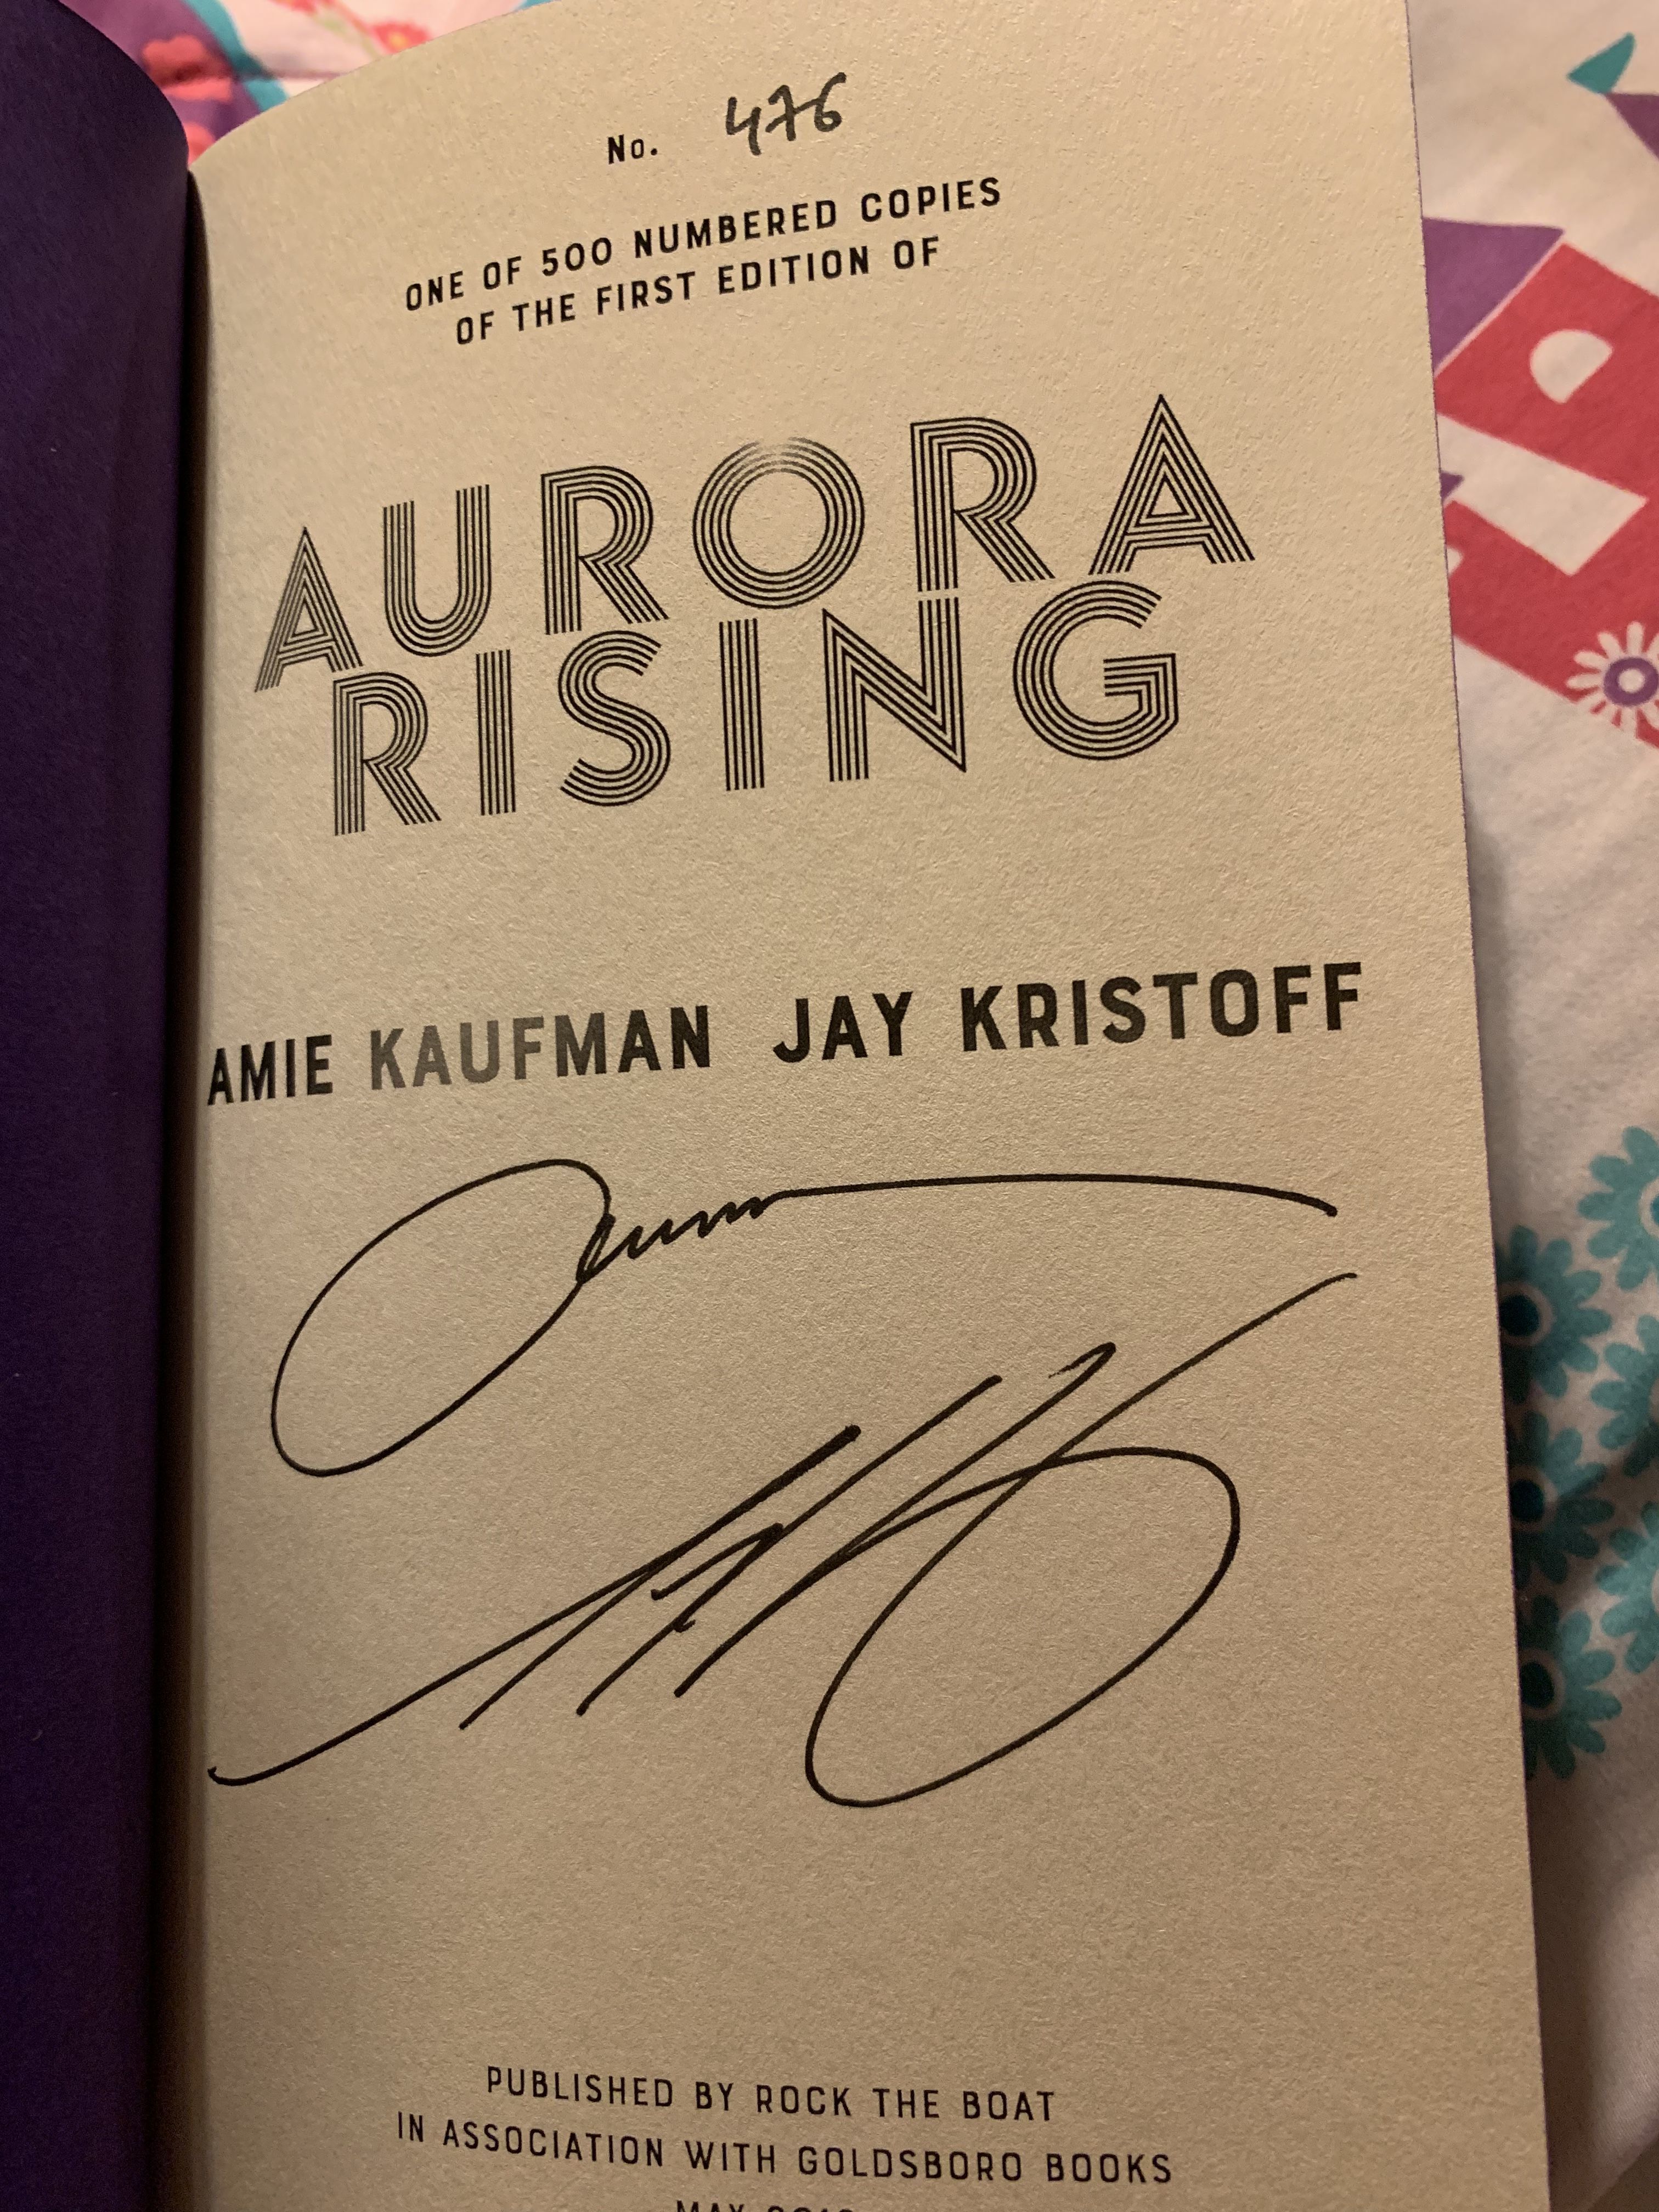 No. 476
ONE OF 500 NUMBERED COPIES
OF THE FIRST EDITION OF
AURORA
RISING
AMIE KAUFMAN JAY KRISTOFF
PUBLISHED BY ROCK THE BOAT
IN ASSOCIATION WITH GOLDSBORO BOOKS
MAY